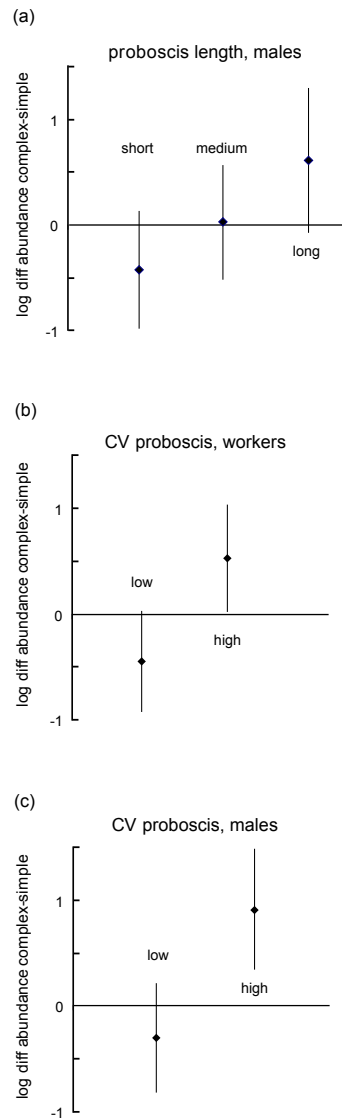 (a)
proboscis length, males
log diff abundance complex-simple
1
0
-1
short
medium
long
(b)
CV proboscis, workers
log diff abundance complex-simple
1
0
-1
low
high
(c)
CV proboscis, males
log diff abundance complex-simple
1
0
-1
low
high